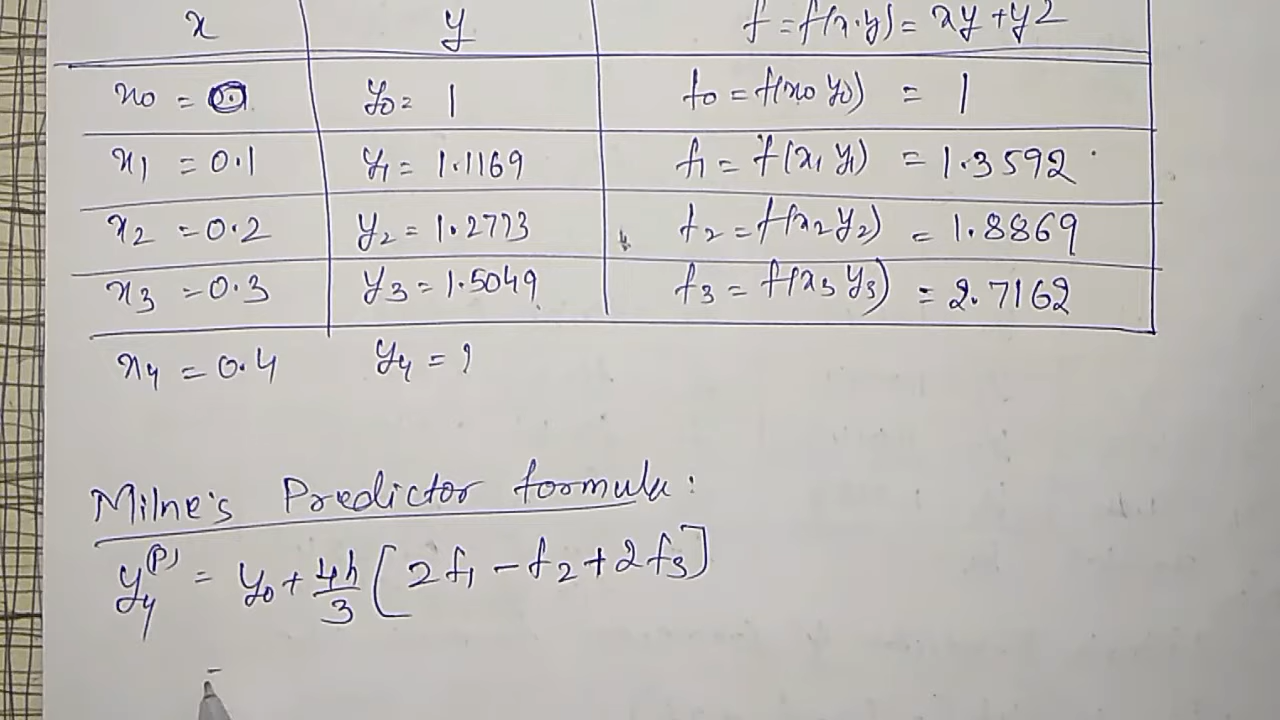 x y f = f(x.y) = xy + y2
x0 = 0. y0 = 1 f0 = f(x0 y0) = 1
x1 = 0.1 y1 = 1.1169 f1 = f(x1 y1) = 1.3592
x2 = 0.2 y2 = 1.2773 f2 = f(x2 y2) = 1.8869
x3 = 0.3 y3 = 1.5049 f3 = f(x3 y3) = 2.7162
x4 = 0.4 y4 = ?
Milne's Predictor formula:
y4(P) = y0 + 4h/3 [2f1 - f2 + 2f3]